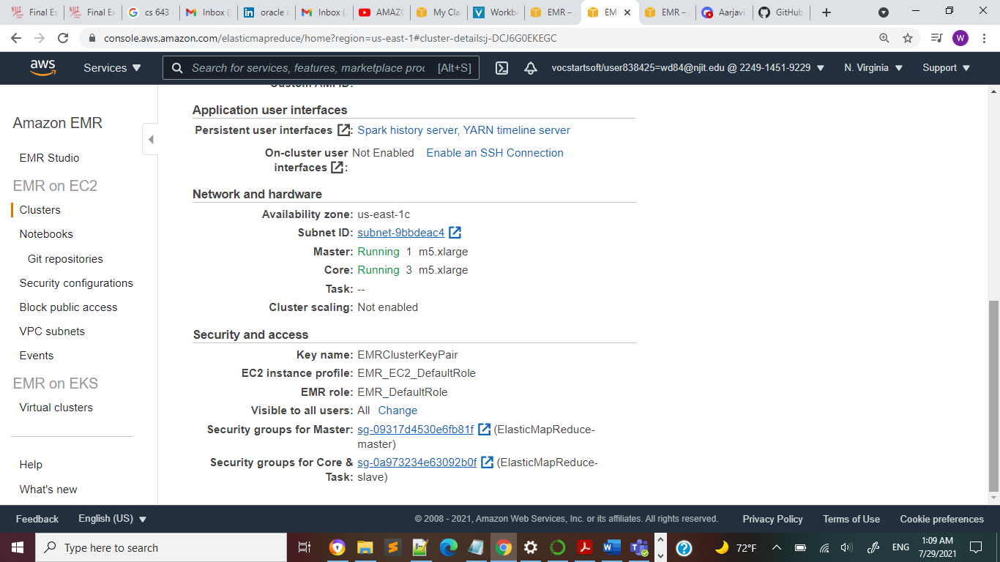 Final Ex
Final Ex
cs 643
Inbox (
oracle c
Inbox (
AMAZ
My Cla
Workb
EMR –
EM
EMR –
Aarjavi
GitHub
console.aws.amazon.com/elasticmapreduce/home?region=us-east-1#cluster-details:j-DCJ6G0EKEGC
W
aws
Services
Search for services, features, marketplace prod
[Alt+S]
vocstartsoft/user838425=wd84@njit.edu @ 2249-1451-9229
N. Virginia
Support
Custom AMI ID:
Amazon EMR
EMR Studio
EMR on EC2
Clusters
Notebooks
Git repositories
Security configurations
Block public access
VPC subnets
Events
EMR on EKS
Virtual clusters
Help
What's new
Application user interfaces
Persistent user interfaces : Spark history server, YARN timeline server
On-cluster user Not Enabled Enable an SSH Connection
interfaces :
Network and hardware
Availability zone: us-east-1c
Subnet ID: subnet-9bbdeac4
Master: Running 1 m5.xlarge
Core: Running 3 m5.xlarge
Task: --
Cluster scaling: Not enabled
Security and access
Key name: EMRClusterKeyPair
EC2 instance profile: EMR_EC2_DefaultRole
EMR role: EMR_DefaultRole
Visible to all users: All Change
Security groups for Master: sg-09317d4530e6fb81f (ElasticMapReduce-
master)
Security groups for Core & sg-0a973234e63092b0f (ElasticMapReduce-
Task: slave)
Feedback
English (US)
© 2008 - 2021, Amazon Web Services, Inc. or its affiliates. All rights reserved.
Privacy Policy
Terms of Use
Cookie preferences
Type here to search
72°F
ENG
1:09 AM
7/29/2021